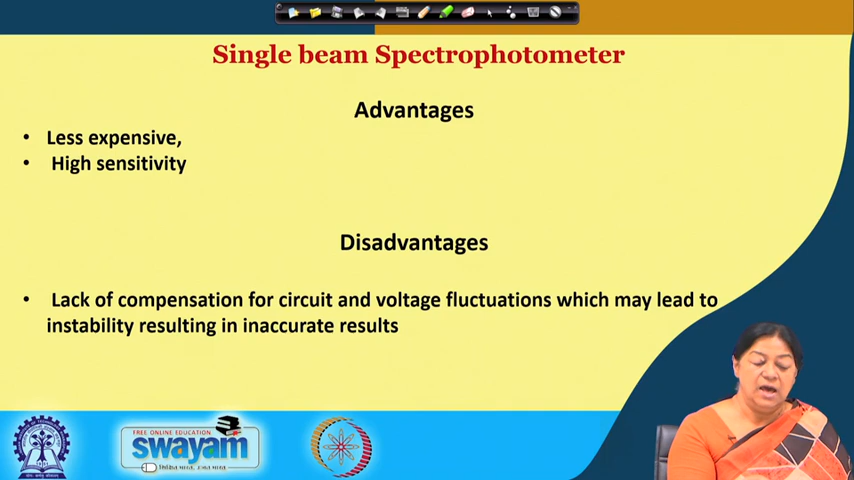 Single beam Spectrophotometer
Advantages
• Less expensive,
• High sensitivity
Disadvantages
• Lack of compensation for circuit and voltage fluctuations which may lead to
instability resulting in inaccurate results
FREE ONLINE EDUCATION
swayam